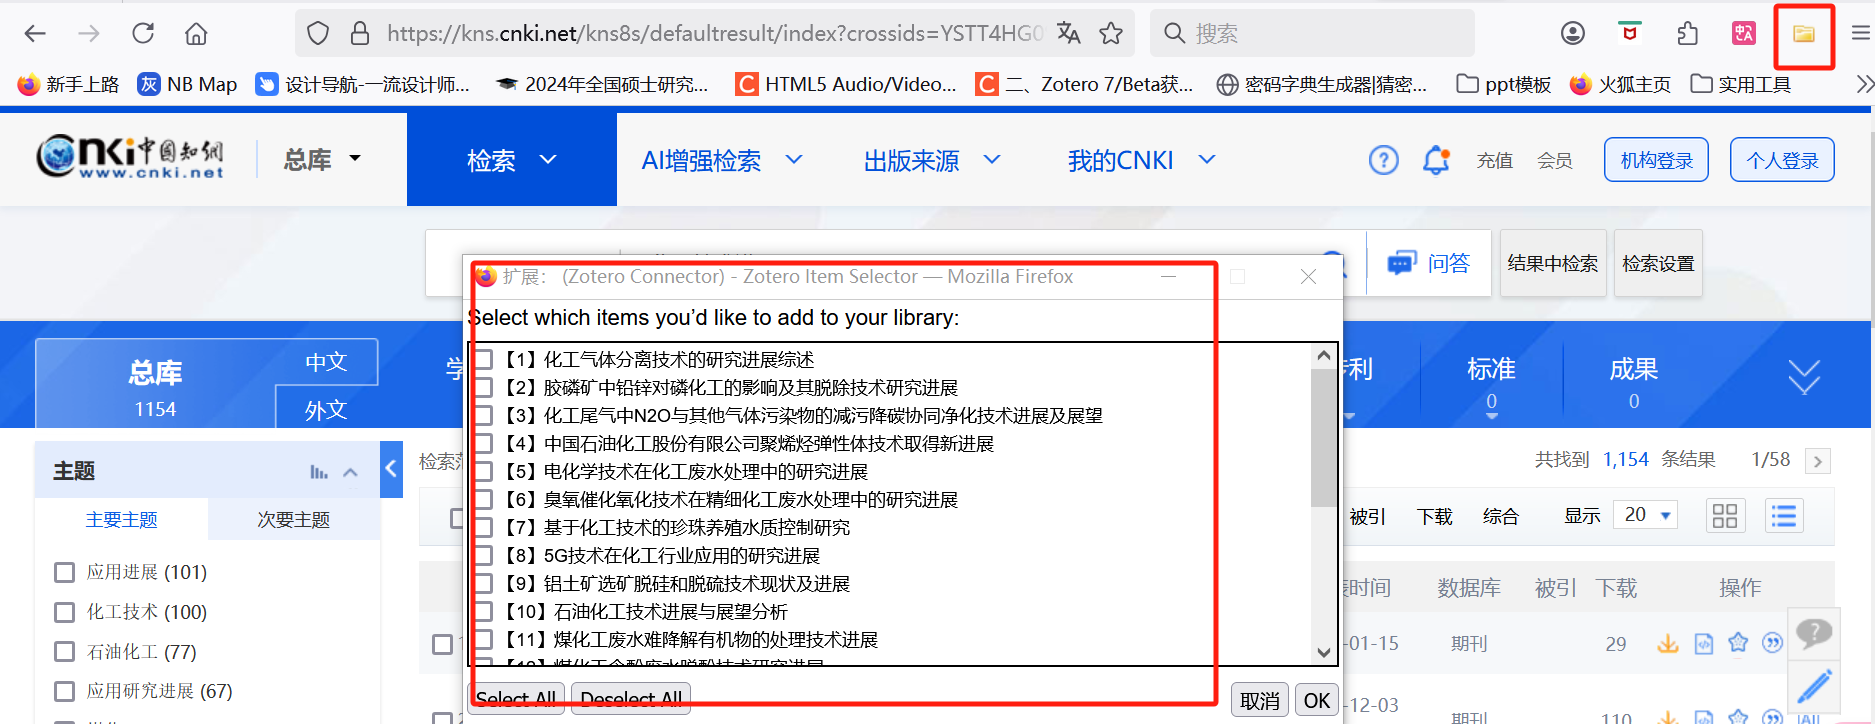 https://kns.cnki.net/kns8s/defaultresult/index?crossids=YSTT4HG0
搜索
新手上路
NB Map
设计导航-一流设计师...
2024年全国硕士研究...
HTML5 Audio/Video...
二、Zotero 7/Beta获...
密码字典生成器|猜密...
ppt模板
火狐主页
实用工具
cnki中国知网
www.cnki.net
总库
检索
AI增强检索
出版来源
我的CNKI
充值
会员
机构登录
个人登录
问答
结果中检索
检索设置
扩展： (Zotero Connector) - Zotero Item Selector — Mozilla Firefox
Select which items you'd like to add to your library:
【1】化工气体分离技术的研究进展综述
【2】胶磷矿中铅锌对磷化工的影响及其脱除技术研究进展
【3】化工尾气中N2O与其他气体污染物的减污降碳协同净化技术进展及展望
【4】中国石油化工股份有限公司聚烯烃弹性体技术取得新进展
【5】电化学技术在化工废水处理中的研究进展
【6】臭氧催化氧化技术在精细化工废水处理中的研究进展
【7】基于化工技术的珍珠养殖水质控制研究
【8】5G技术在化工行业应用的研究进展
【9】铝土矿选矿脱硅和脱硫技术现状及进展
【10】石油化工技术进展与展望分析
【11】煤化工废水难降解有机物的处理技术进展
Select All
Deselect All
取消
OK
总库
1154
中文
外文
学
利
标准
0
成果
0
主题
主要主题
次要主题
应用进展 (101)
化工技术 (100)
石油化工 (77)
应用研究进展 (67)
检索范
共找到 1,154 条结果
1/58
被引
下载
综合
显示
20
时间
数据库
被引
下载
操作
-01-15
期刊
29
-12-03
期刊
110